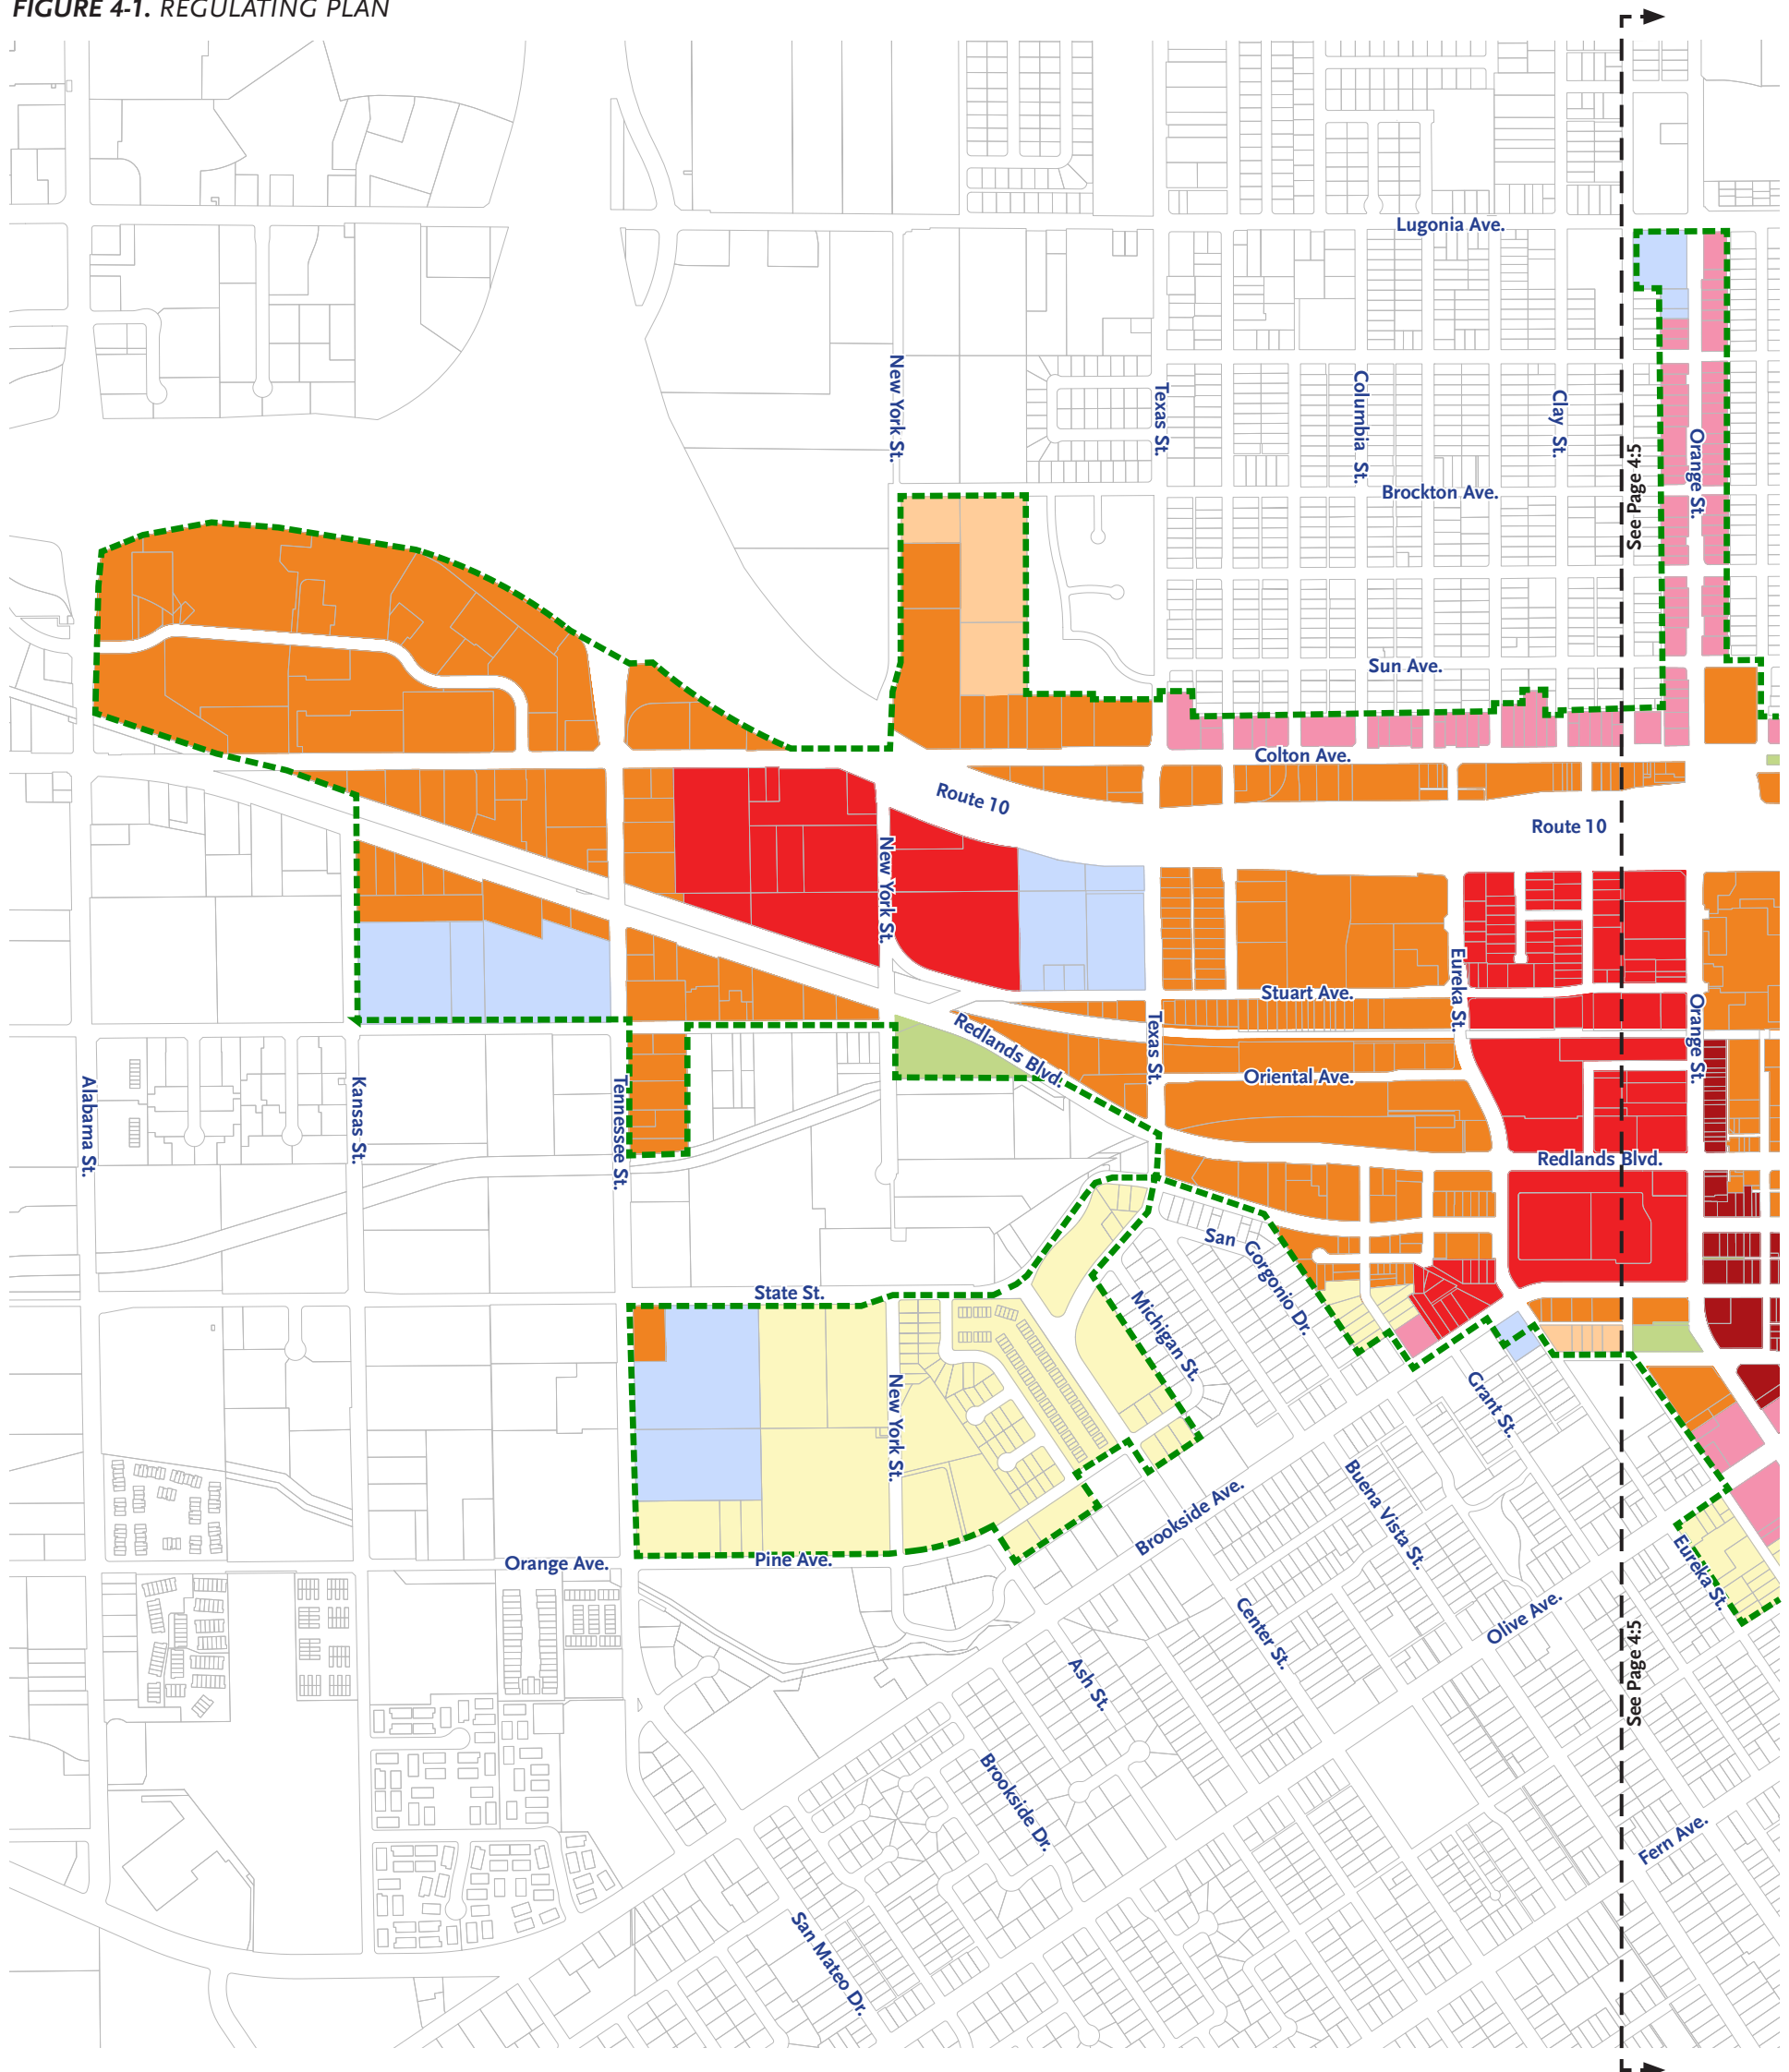 FIGURE 4-1. REGULATING PLAN
Lugonia Ave.
New York St.
Texas St.
Columbia St.
Clay St.
See Page 4:5
Orange St.
Brockton Ave.
Sun Ave.
Colton Ave.
Route 10
Route 10
New York St.
Eureka St.
Stuart Ave.
Orange St.
Redlands Blvd.
Texas St.
Oriental Ave.
Alabama St.
Kansas St.
Tennessee St.
Redlands Blvd.
San Gorgonio Dr.
State St.
Michigan St.
New York St.
Grant St.
Buena Vista St.
Brookside Ave.
Eureka St.
Orange Ave.
Pine Ave.
Center St.
Olive Ave.
Ash St.
See Page 4:5
Brookside Dr.
Fern Ave.
San Mateo Dr.